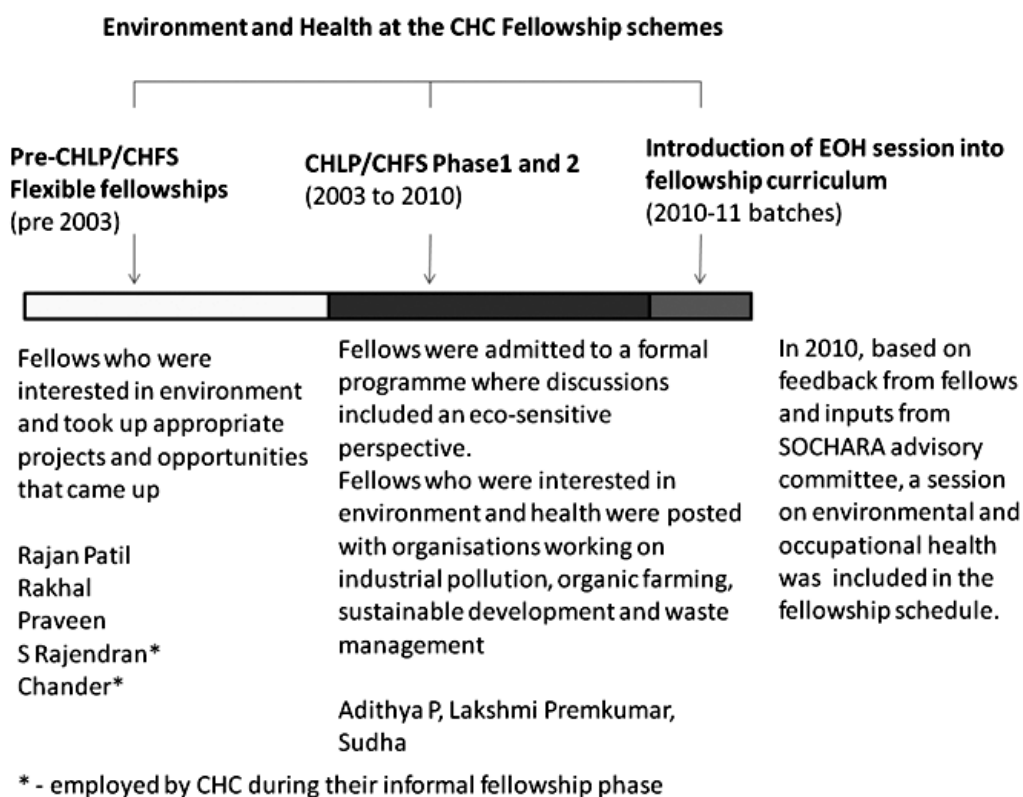 Environment and Health at the CHC Fellowship schemes
Pre-CHLP/CHFS
Flexible fellowships
(pre 2003)
CHLP/CHFS Phase1 and 2
(2003 to 2010)
Introduction of EOH session into
fellowship curriculum
(2010-11 batches)
Fellows who were
interested in environment
and took up appropriate
projects and opportunities
that came up
Rajan Patil
Rakhal
Praveen
S Rajendran*
Chander*
Fellows were admitted to a formal
programme where discussions
included an eco-sensitive
perspective.
Fellows who were interested in
environment and health were posted
with organisations working on
industrial pollution, organic farming,
sustainable development and waste
management
Adithya P, Lakshmi Premkumar,
Sudha
In 2010, based on
feedback from fellows
and inputs from
SOCHARA advisory
committee, a session
on environmental and
occupational health
was included in the
fellowship schedule.
* - employed by CHC during their informal fellowship phase